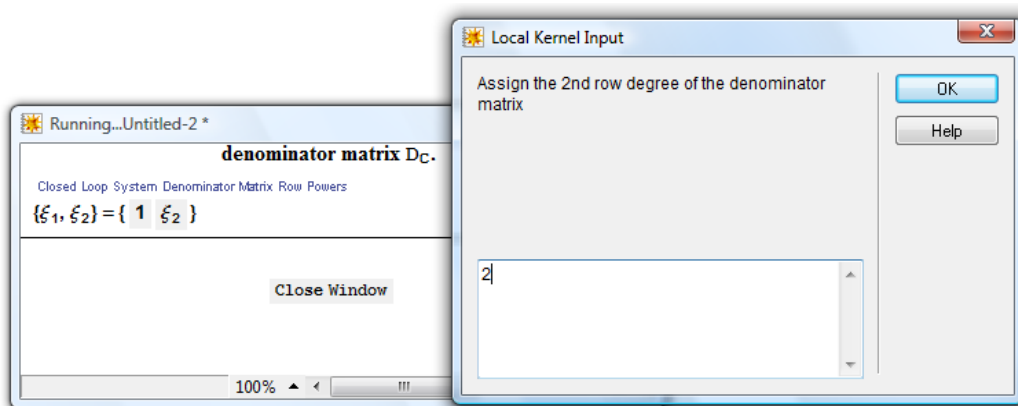 Running...Untitled-2 *
denominator matrix D_C.
Closed Loop System Denominator Matrix Row Powers
{ξ₁, ξ₂} = { 1 ξ₂ }
Close Window
100%
Local Kernel Input
Assign the 2nd row degree of the denominator
matrix
OK
Help
2